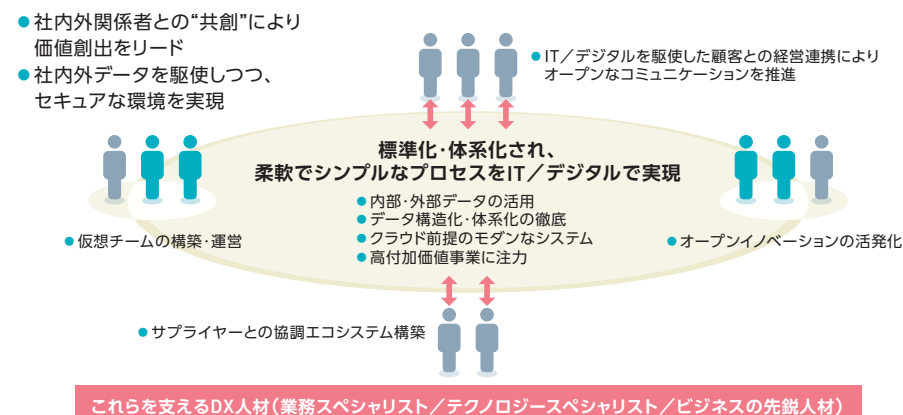 ●社内外関係者との“共創”により
価値創出をリード
●社内外データを駆使しつつ、
セキュアな環境を実現
●IT／デジタルを駆使した顧客との経営連携により
オープンなコミュニケーションを推進
標準化・体系化され、
柔軟でシンプルなプロセスをIT／デジタルで実現
●内部・外部データの活用
●データ構造化・体系化の徹底
●クラウド前提のモダンなシステム
●高付加価値事業に注力
●仮想チームの構築・運営
●オープンイノベーションの活発化
●サプライヤーとの協調エコシステム構築
これらを支えるDX人材（業務スペシャリスト／テクノロジースペシャリスト／ビジネスの先鋭人材）